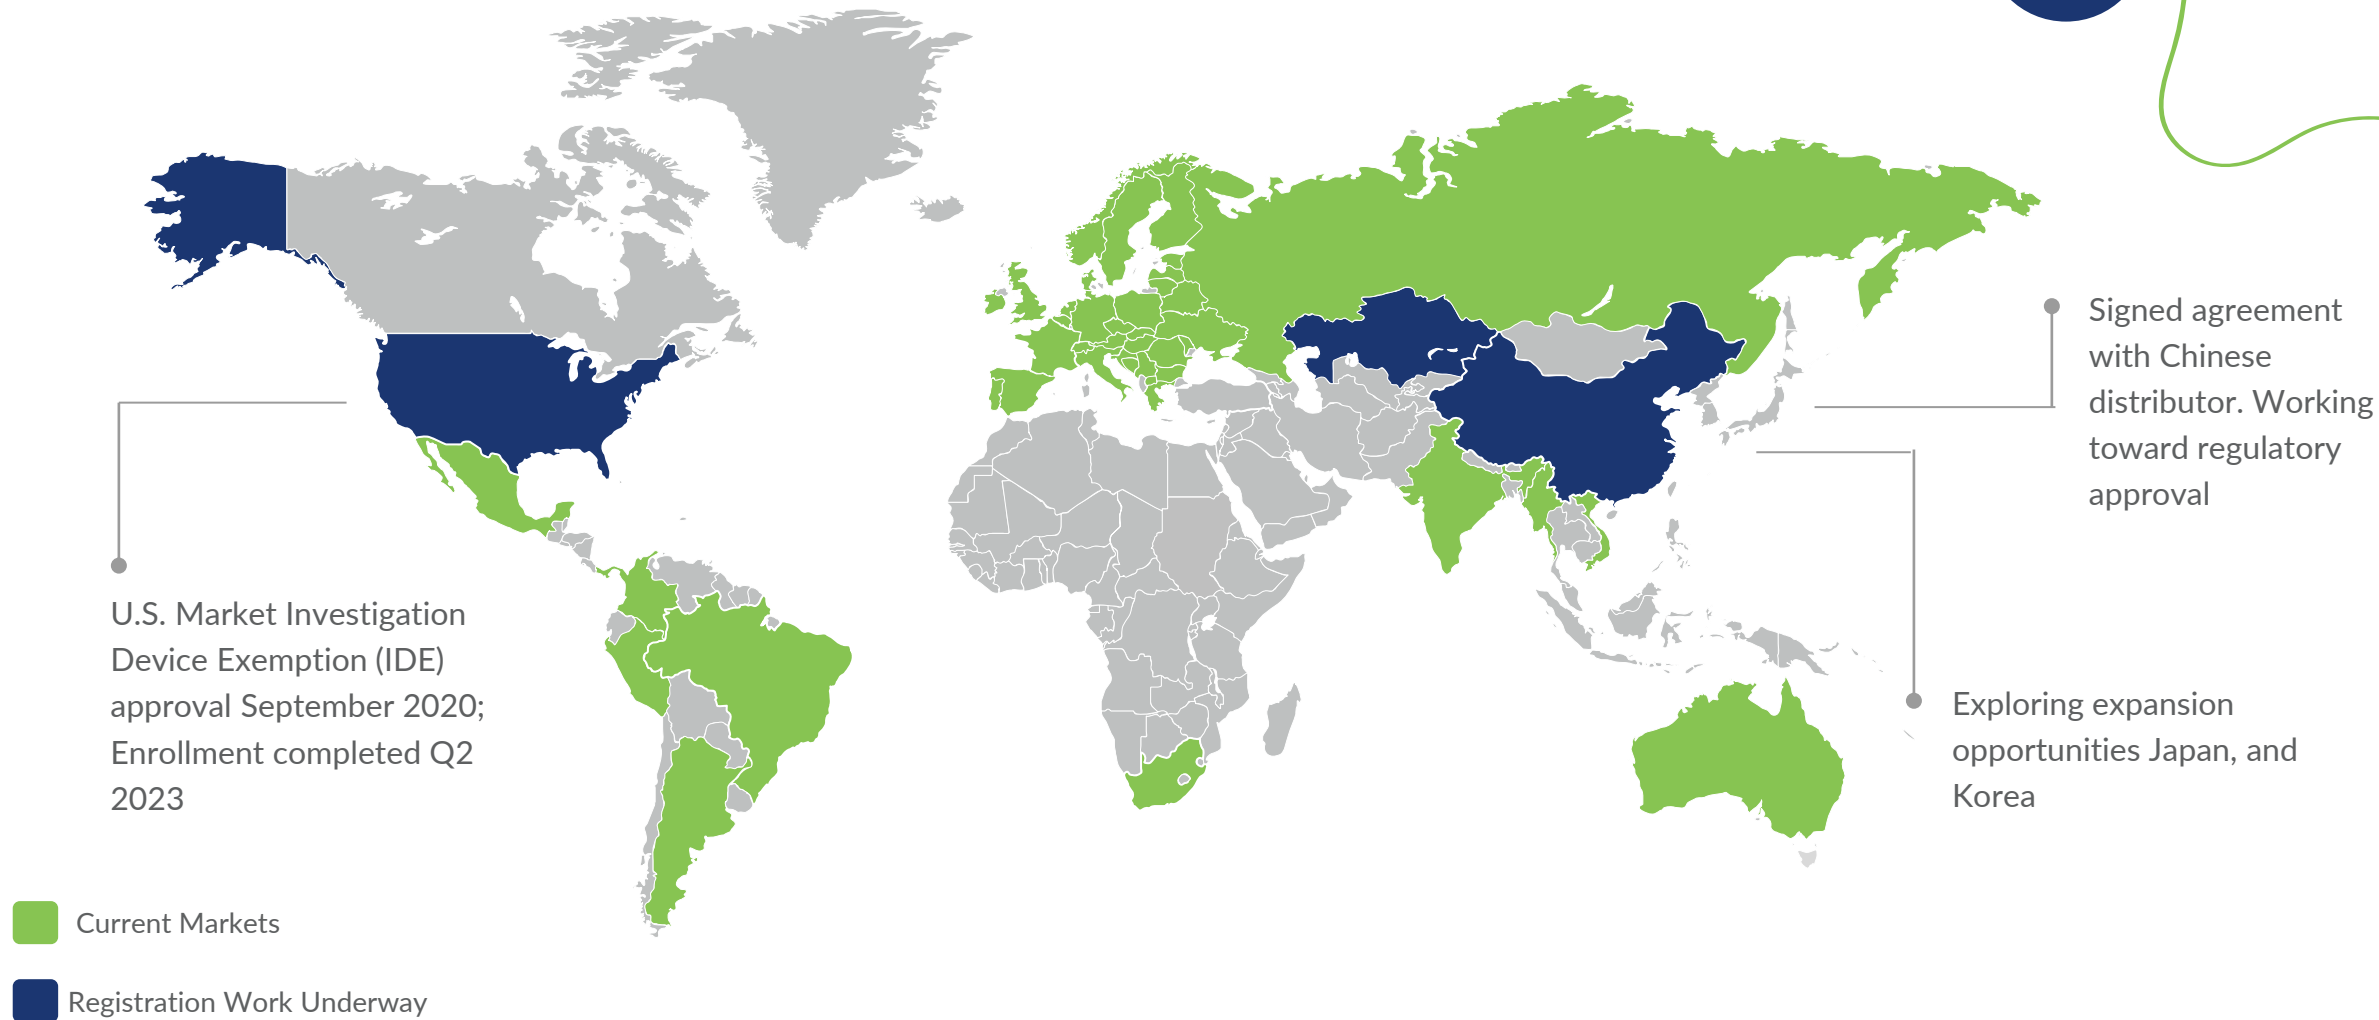 Signed agreement
with Chinese
distributor. Working
toward regulatory
approval
U.S. Market Investigation
Device Exemption (IDE)
approval September 2020;
Enrollment completed Q2
2023
Exploring expansion
opportunities Japan, and
Korea
Current Markets
Registration Work Underway